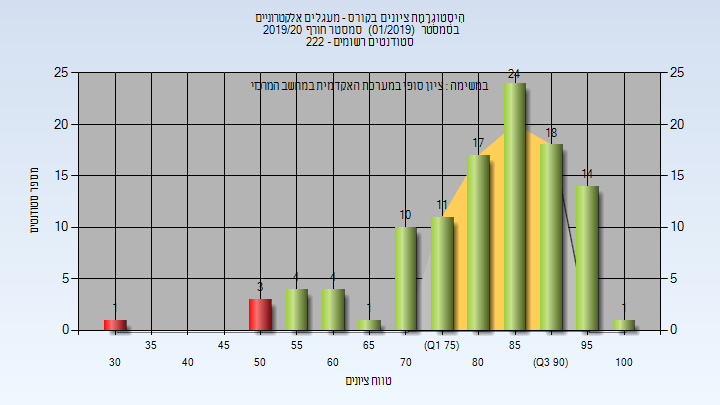 היסטוגרמת ציונים בקורס - מעגלים אלקטרוניים
בסמסטר (01/2019) סמסטר חורף 2019/20
סטודנטים רשומים - 222
במשימה : ציון סופי במערכת האקדמית במחשב המרכזי
מספר סטודנטים
25 25
20 20
15 15
10 10
5 5
0 0
1 3 4 4 1 10 11 17 24 18 14 1
35 45 55 65 (Q1 75) 85 95
30 40 50 60 70 80 (Q3 90) 100
טווח ציונים